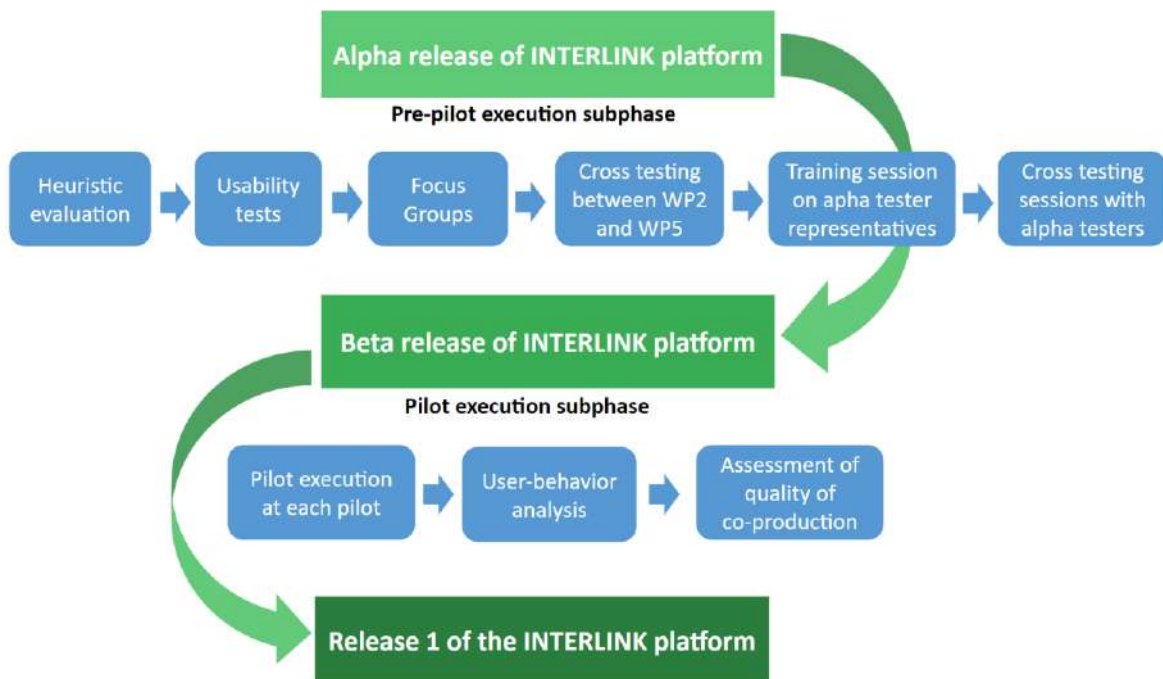 Alpha release of INTERLINK platform
Pre-pilot execution subphase
Heuristic
evaluation
Usability
tests
Focus
Groups
Cross testing
between WP2
and WP5
Training session
on apha tester
representatives
Cross testing
sessions with
alpha testers
Beta release of INTERLINK platform
Pilot execution subphase
Pilot execution
at each pilot
User-behavior
analysis
Assessment of
quality of
co-production
Release 1 of the INTERLINK platform